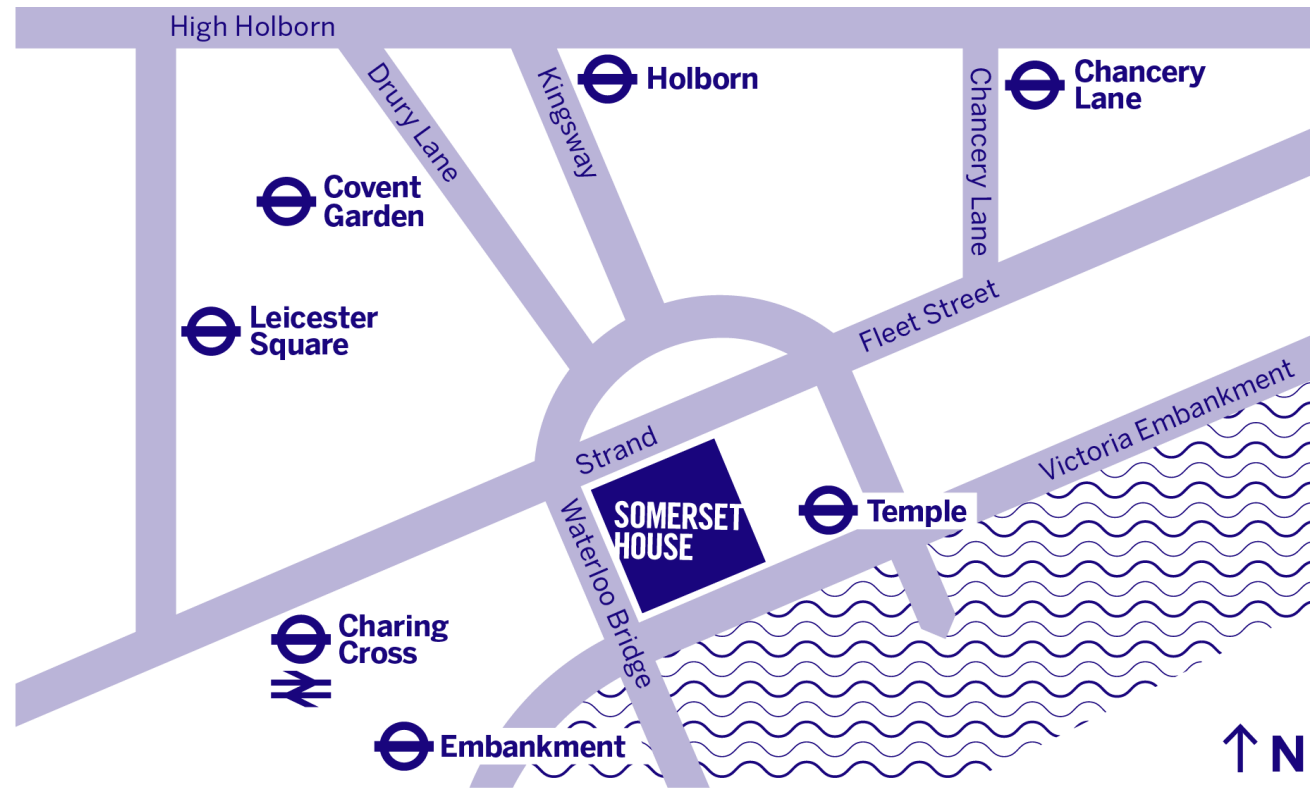 High Holborn
Drury Lane
Kingsway
Holborn
Chancery Lane
Chancery
Lane
Covent
Garden
Leicester
Square
Fleet Street
Strand
Victoria Embankment
SOMERSET
HOUSE
Temple
Waterloo Bridge
Charing
Cross
Embankment
N